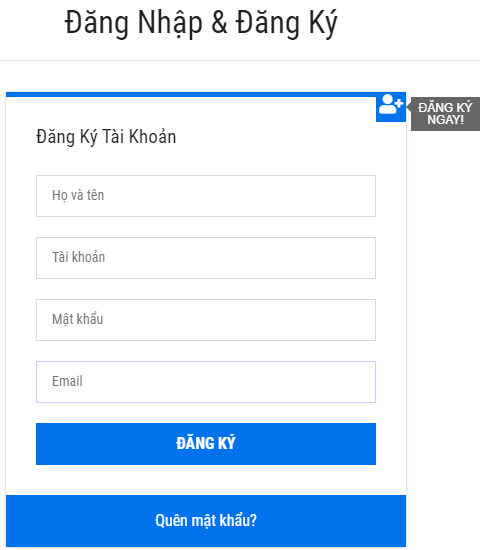 Đăng Nhập & Đăng Ký
ĐĂNG KÝ
NGAY!
Đăng Ký Tài Khoản
Họ và tên
Tài khoản
Mật khẩu
Email
ĐĂNG KÝ
Quên mật khẩu?